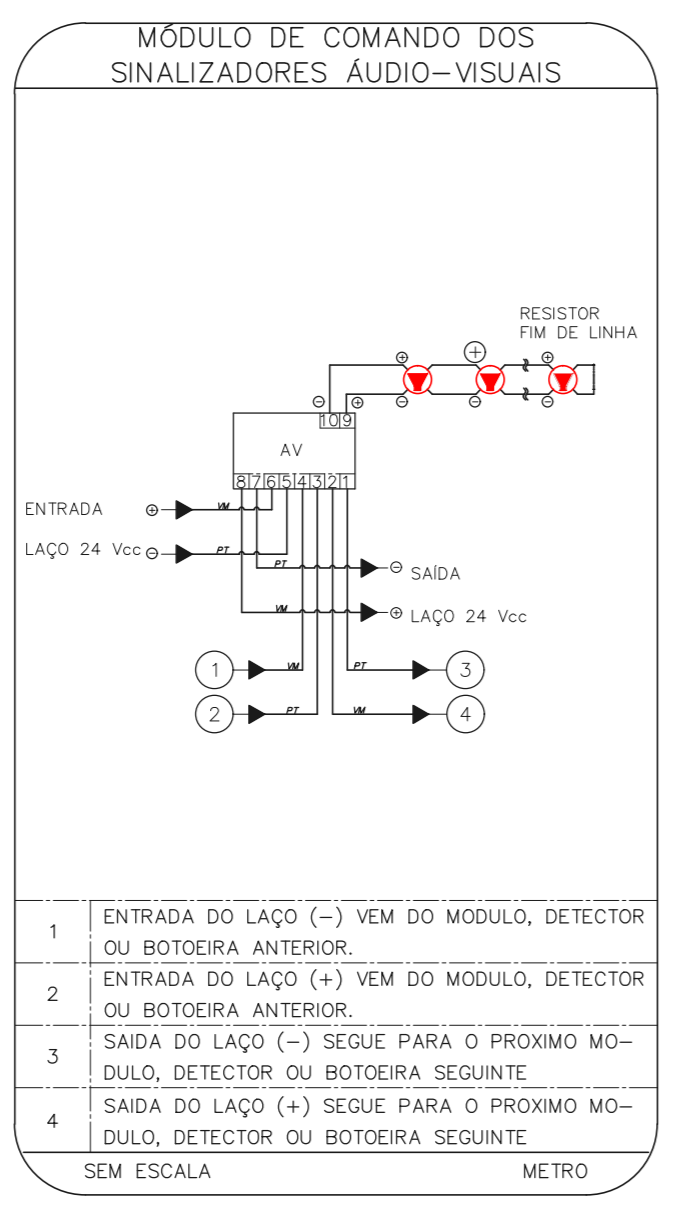 MÓDULO DE COMANDO DOS
SINALIZADORES ÁUDIO-VISUAIS
RESISTOR
FIM DE LINHA
+
+
+
-
-
-
-
+
10 9
AV
8 7 6 5 4 3 2 1
ENTRADA + VM
LAÇO 24 Vcc - PT
PT - SAÍDA
VM + LAÇO 24 Vcc
1 VM PT 3
2 PT VM 4
1 ENTRADA DO LAÇO (-) VEM DO MODULO, DETECTOR
OU BOTOEIRA ANTERIOR.
2 ENTRADA DO LAÇO (+) VEM DO MODULO, DETECTOR
OU BOTOEIRA ANTERIOR.
3 SAIDA DO LAÇO (-) SEGUE PARA O PROXIMO MO-
DULO, DETECTOR OU BOTOEIRA SEGUINTE
4 SAIDA DO LAÇO (+) SEGUE PARA O PROXIMO MO-
DULO, DETECTOR OU BOTOEIRA SEGUINTE
SEM ESCALA METRO